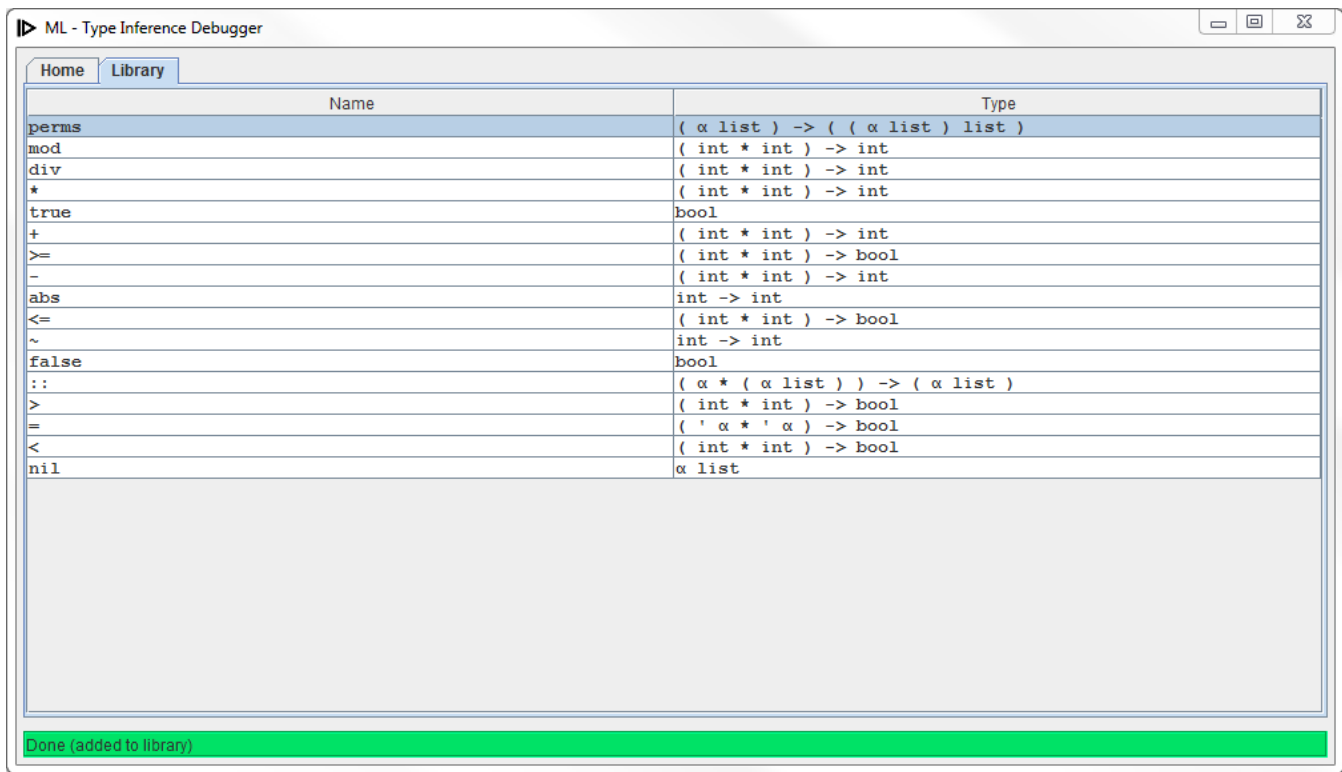 ML - Type Inference Debugger
Home Library
Name Type
perms ( α list ) -> ( ( α list ) list )
mod ( int * int ) -> int
div ( int * int ) -> int
* ( int * int ) -> int
true bool
+ ( int * int ) -> int
>= ( int * int ) -> bool
- ( int * int ) -> int
abs int -> int
<= ( int * int ) -> bool
~ int -> int
false bool
:: ( α * ( α list ) ) -> ( α list )
> ( int * int ) -> bool
= ( ' α * ' α ) -> bool
< ( int * int ) -> bool
nil α list
Done (added to library)